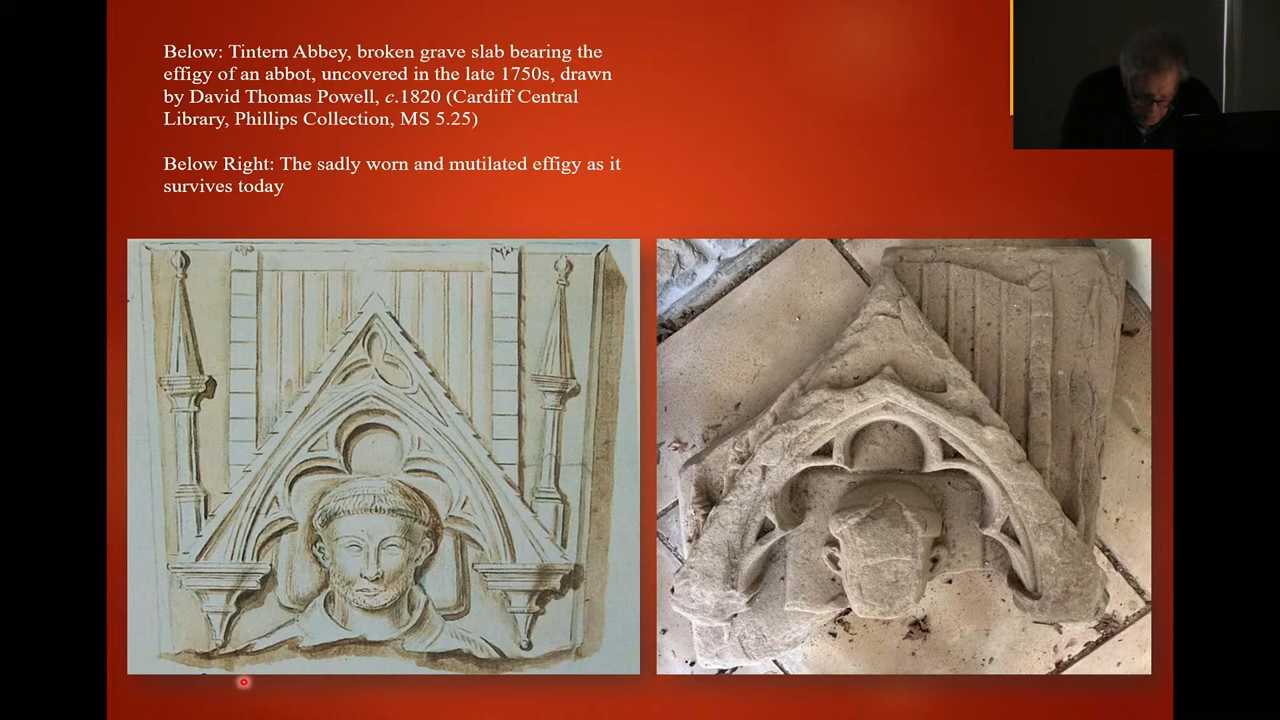 Below: Tintern Abbey, broken grave slab bearing the
effigy of an abbot, uncovered in the late 1750s, drawn
by David Thomas Powell, c.1820 (Cardiff Central
Library, Phillips Collection, MS 5.25)
Below Right: The sadly worn and mutilated effigy as it
survives today